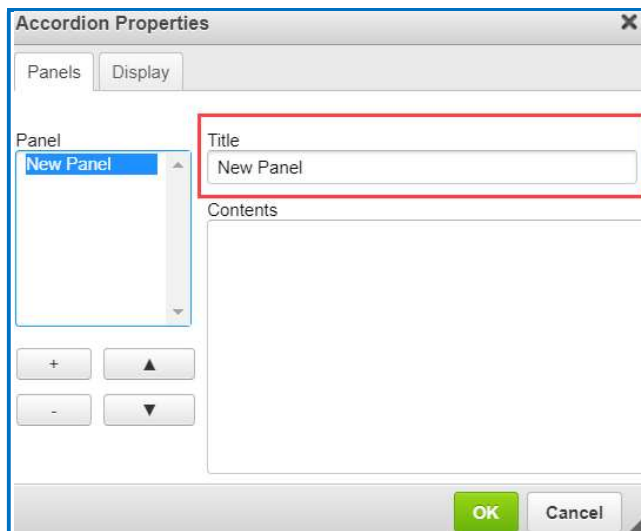 Accordion Properties
Panels
Display
Panel
New Panel
Title
New Panel
Contents
+
▲
-
▼
OK
Cancel